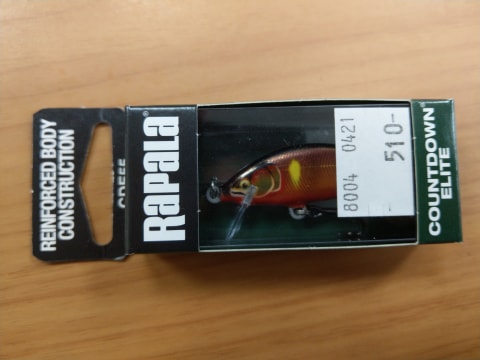 REINFORCED BODY
CONSTRUCTION
RAPALA
8004 0421
510-
COUNTDOWN®
ELITE